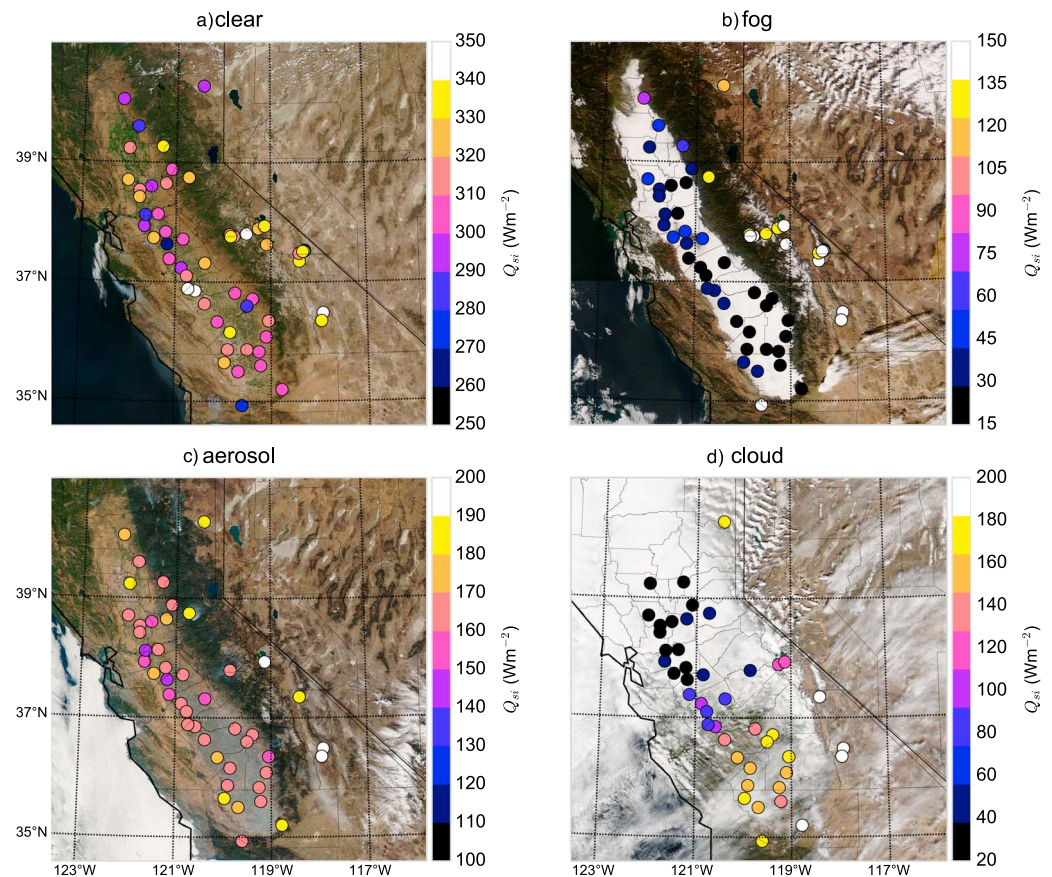 a) clear
b) fog
350
340
330
320
310
300
290
280
270
260
250
Q_si (Wm⁻²)
39°N
37°N
35°N
150
135
120
105
90
75
60
45
30
15
Q_si (Wm⁻²)
c) aerosol
d) cloud
200
190
180
170
160
150
140
130
120
110
100
Q_si (Wm⁻²)
39°N
37°N
35°N
123°W
121°W
119°W
117°W
200
180
160
140
120
100
80
60
40
20
Q_si (Wm⁻²)
123°W
121°W
119°W
117°W